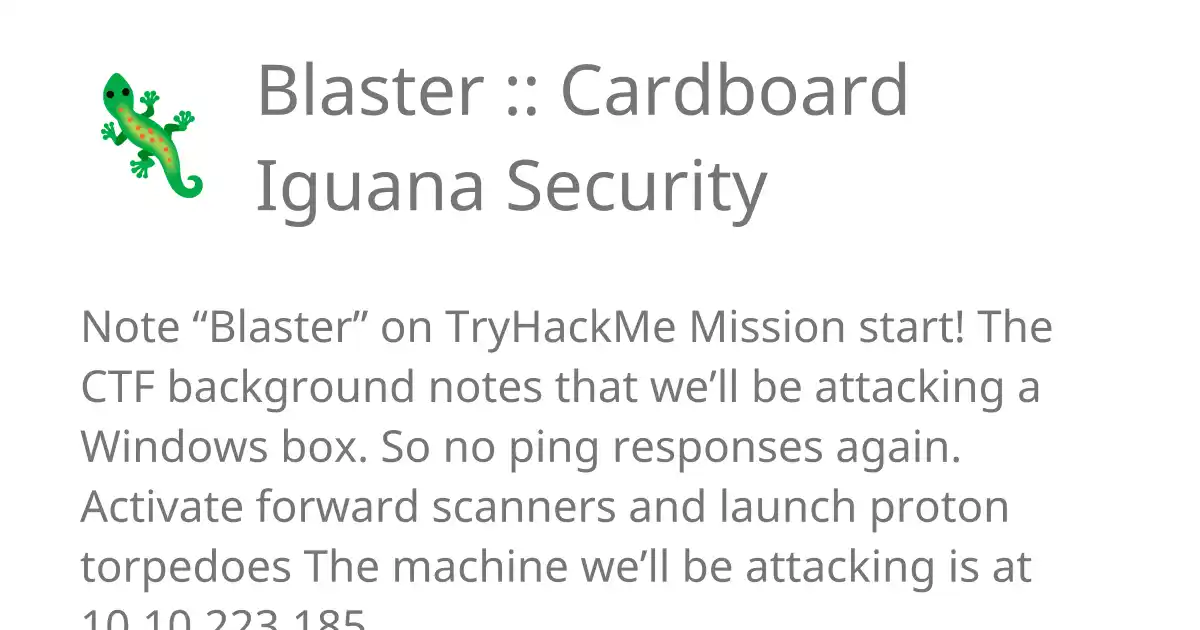 Blaster :: Cardboard
Iguana Security
Note “Blaster” on TryHackMe Mission start! The
CTF background notes that we’ll be attacking a
Windows box. So no ping responses again.
Activate forward scanners and launch proton
torpedoes The machine we’ll be attacking is at
10.10.223.185